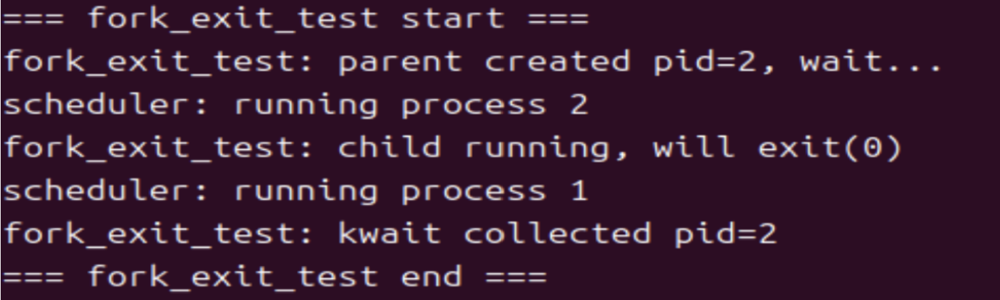 === fork_exit_test start ===
fork_exit_test: parent created pid=2, wait...
scheduler: running process 2
fork_exit_test: child running, will exit(0)
scheduler: running process 1
fork_exit_test: kwait collected pid=2
=== fork_exit_test end ===